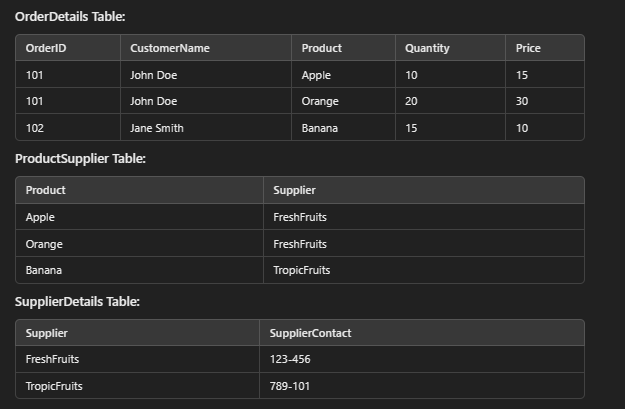 OrderDetails Table:
OrderID CustomerName Product Quantity Price
101 John Doe Apple 10 15
101 John Doe Orange 20 30
102 Jane Smith Banana 15 10
ProductSupplier Table:
Product Supplier
Apple FreshFruits
Orange FreshFruits
Banana TropicFruits
SupplierDetails Table:
Supplier SupplierContact
FreshFruits 123-456
TropicFruits 789-101